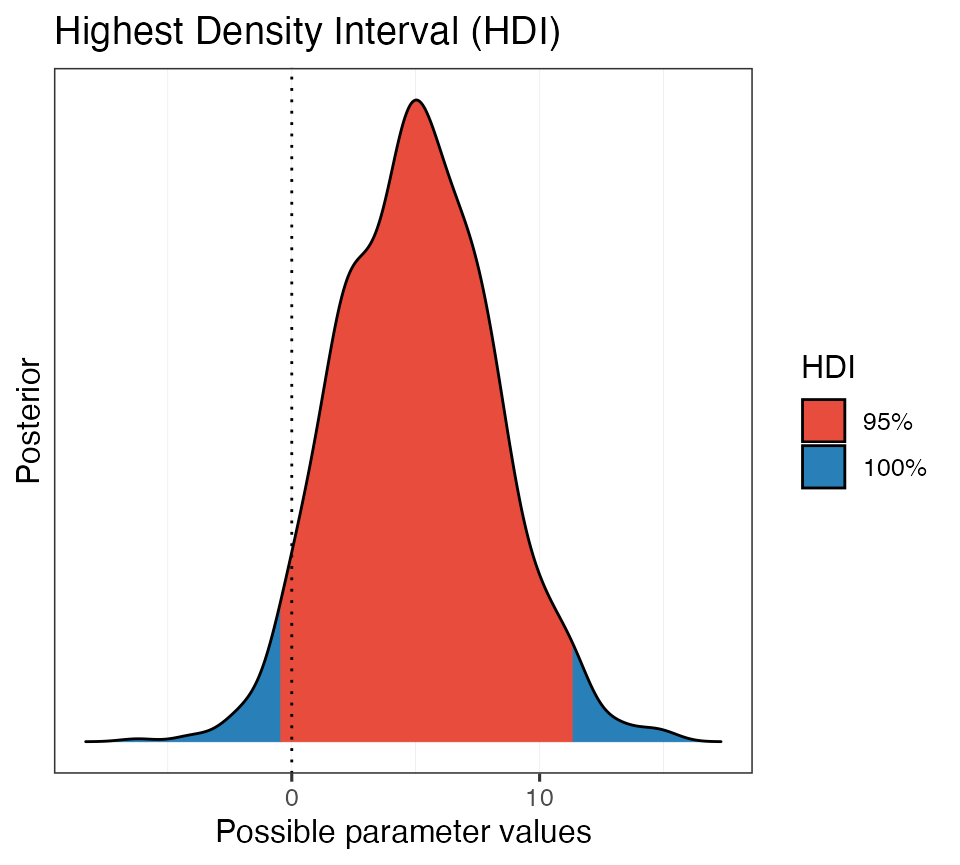 Highest Density Interval (HDI)
Posterior
HDI
95%
100%
0 10
Possible parameter values